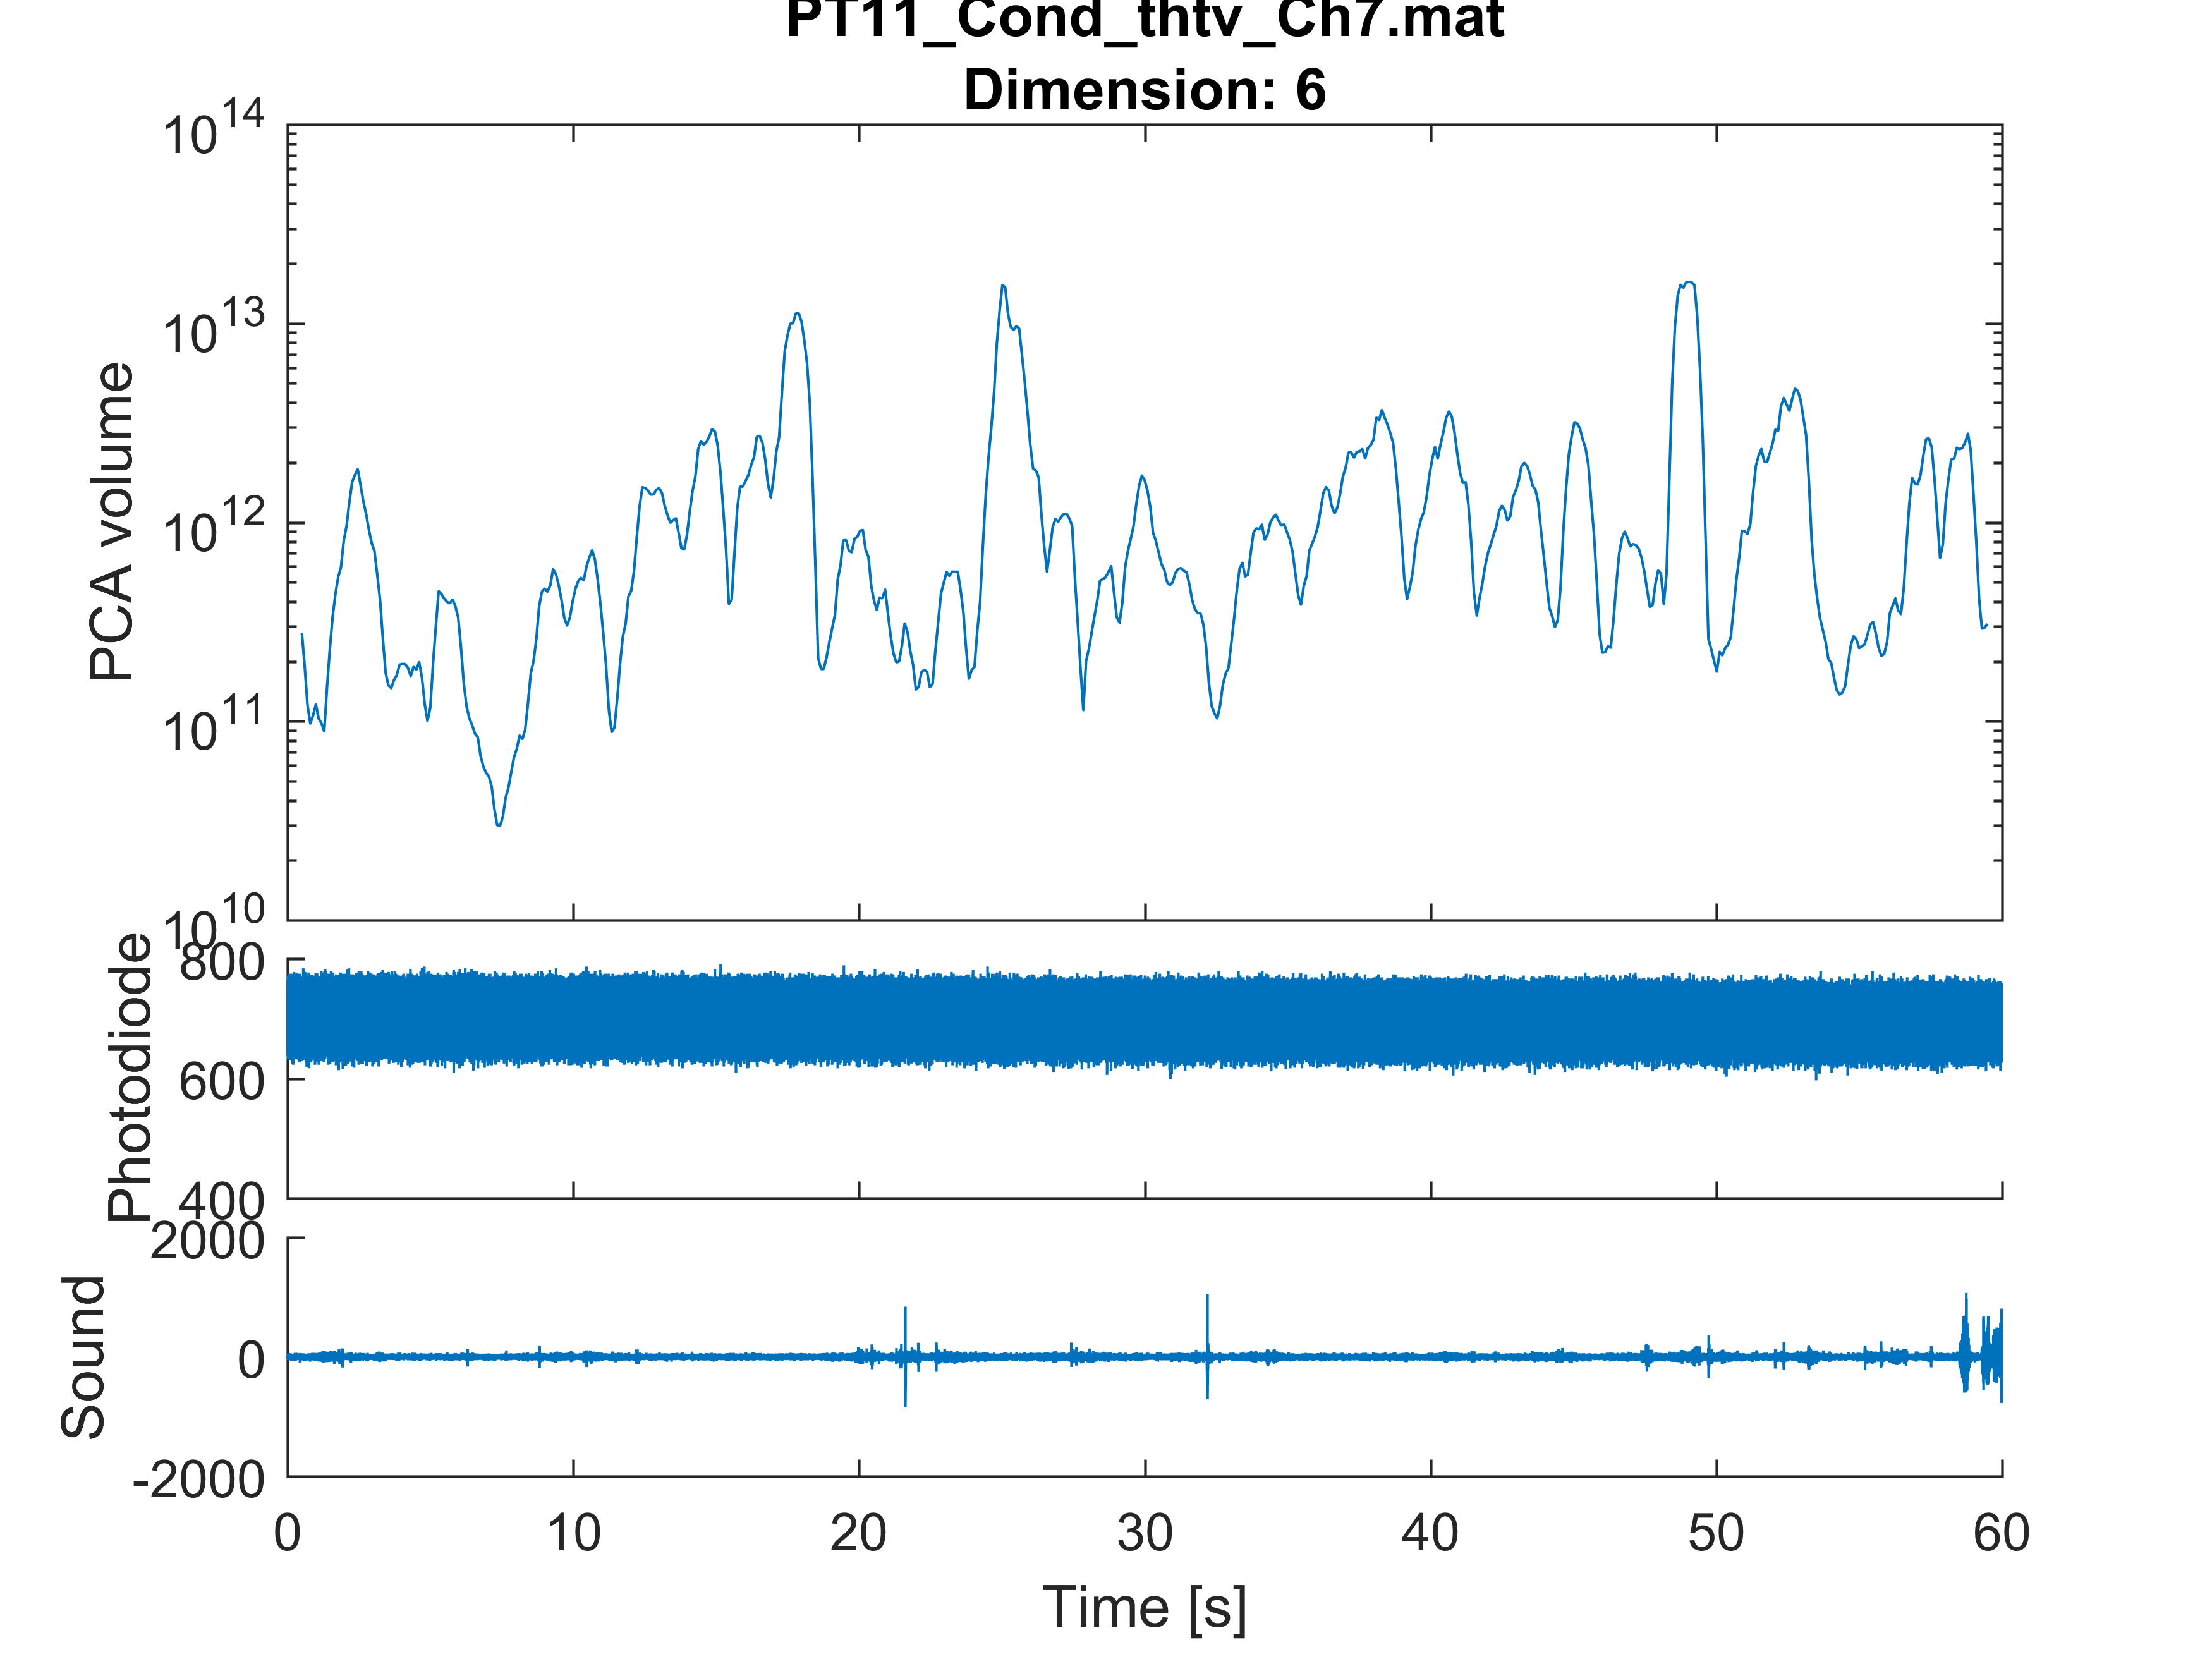 PT11_Cond_thtv_Ch7.mat
Dimension: 6
10^14
10^13
10^12
10^11
10^10
PCA volume
800
600
400
Photodiode
2000
0
-2000
Sound
0 10 20 30 40 50 60
Time [s]